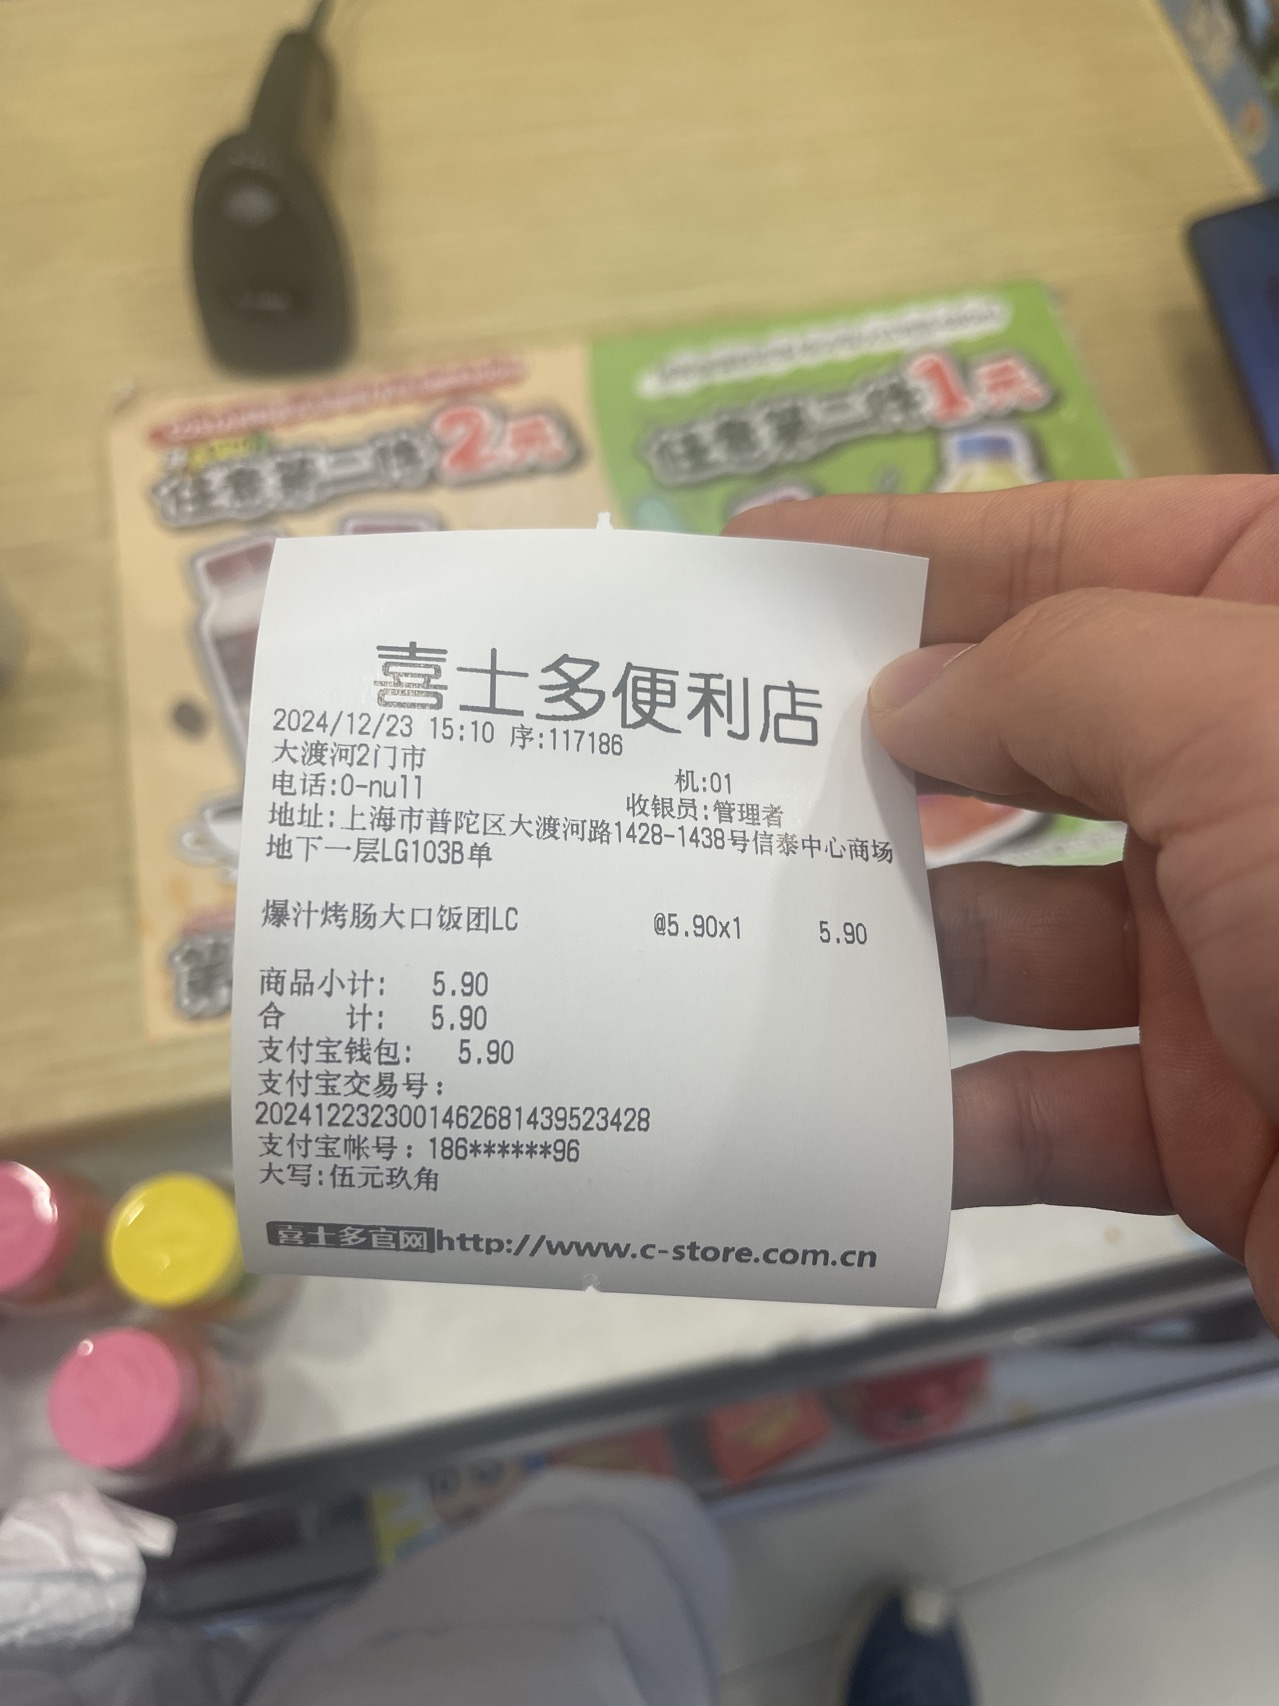 任意第二件2元
任意第二件1元
喜士多便利店
2024/12/23 15:10 序:117186
大渡河2门市 机:01
电话:0-null 收银员:管理者
地址:上海市普陀区大渡河路1428-1438号信泰中心商场
地下一层LG103B单
爆汁烤肠大口饭团LC @5.90x1 5.90
商品小计: 5.90
合 计: 5.90
支付宝钱包: 5.90
支付宝交易号:
2024122323001462681439523428
支付宝帐号:186******96
大写:伍元玖角
喜士多官网http://www.c-store.com.cn
第